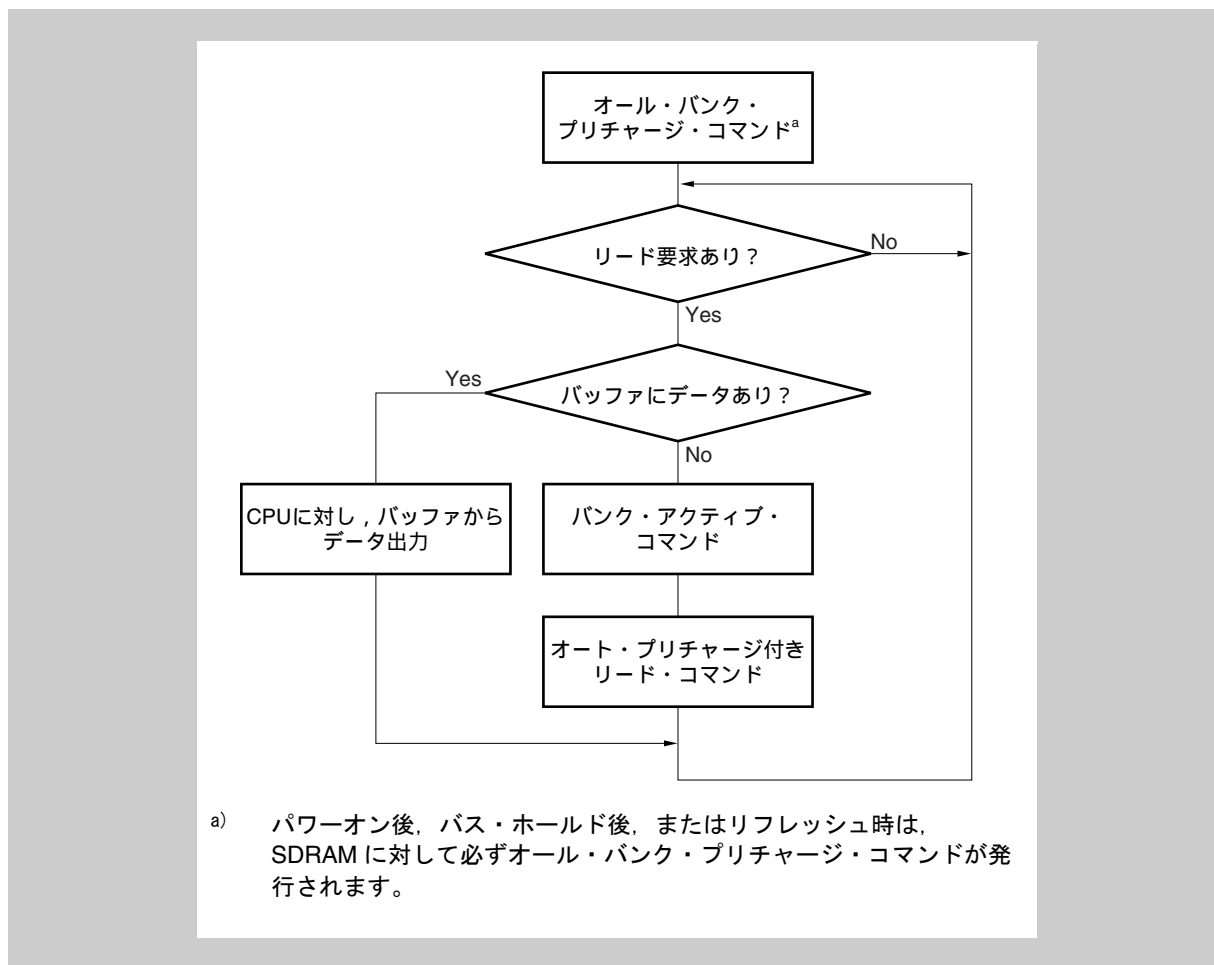 オール・バンク・
プリチャージ・コマンドa
リード要求あり？
No
Yes
バッファにデータあり？
Yes
No
CPUに対し，バッファから
データ出力
バンク・アクティブ・
コマンド
オート・プリチャージ付き
リード・コマンド
a) パワーオン後，バス・ホールド後，またはリフレッシュ時は，
SDRAM に対して必ずオール・バンク・プリチャージ・コマンドが発
行されます。